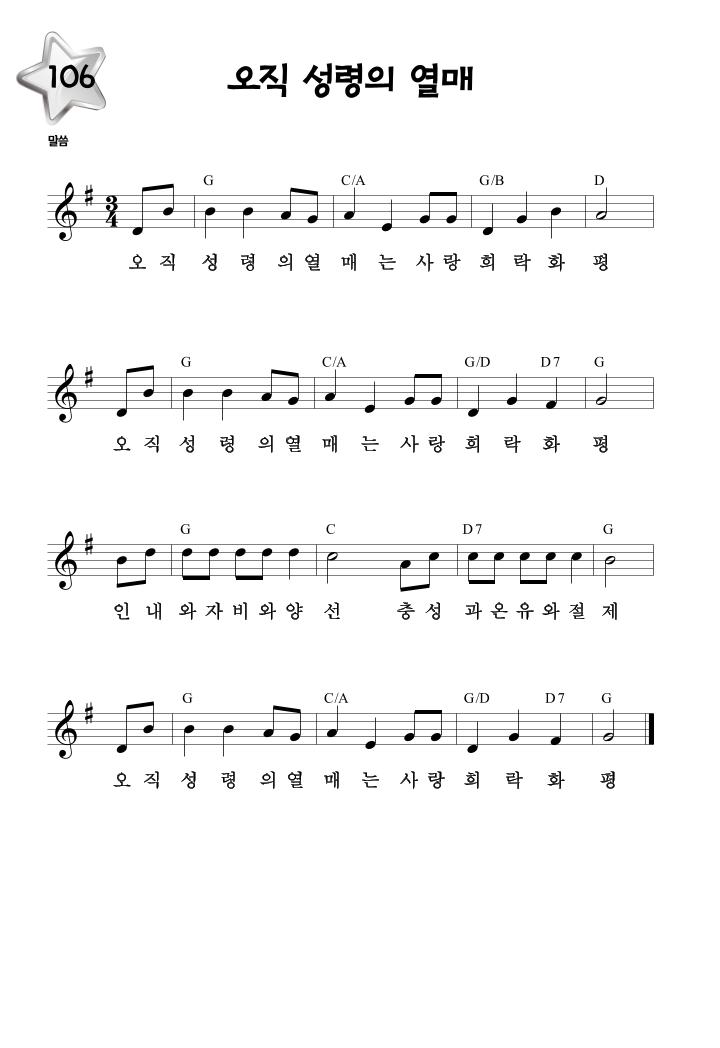 106
오직 성령의 열매
말씀
G C/A G/B D
3
4
오 직 성 령 의 열 매 는 사 랑 희 락 화 평
G C/A G/D D7 G
오 직 성 령 의 열 매 는 사 랑 희 락 화 평
G C D7 G
인 내 와 자 비 와 양 선 충 성 과 온 유 와 절 제
G C/A G/D D7 G
오 직 성 령 의 열 매 는 사 랑 희 락 화 평